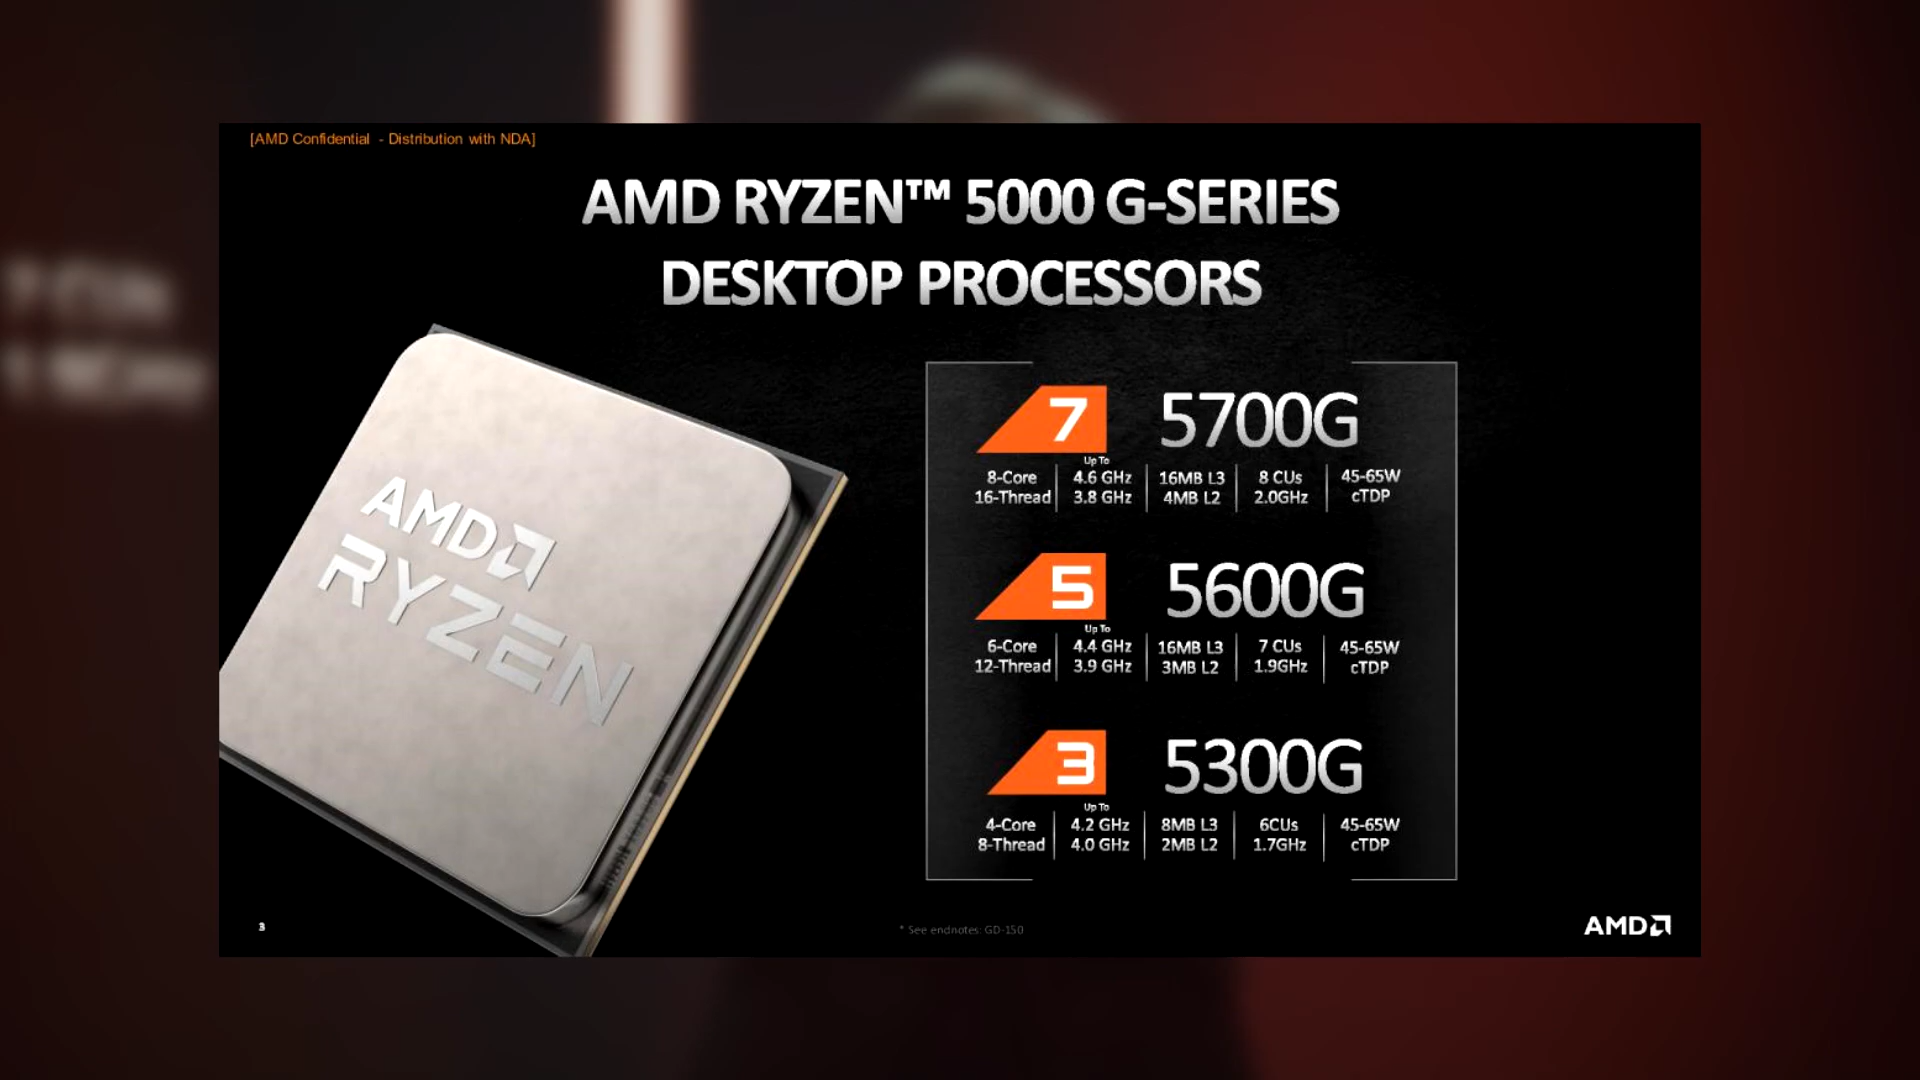 [AMD Confidential - Distribution with NDA]
AMD RYZEN™ 5000 G-SERIES
DESKTOP PROCESSORS
AMD
RYZEN
7 5700G
Up To
8-Core 4.6 GHz 16MB L3 8 CUs 45-65W
16-Thread 3.8 GHz 4MB L2 2.0GHz cTDP
5 5600G
Up To
6-Core 4.4 GHz 16MB L3 7 CUs 45-65W
12-Thread 3.9 GHz 3MB L2 1.9GHz cTDP
3 5300G
Up To
4-Core 4.2 GHz 8MB L3 6CUs 45-65W
8-Thread 4.0 GHz 2MB L2 1.7GHz cTDP
3
* See endnotes: GD-150
AMD